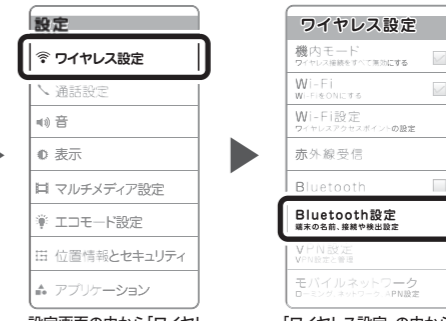 設定
ワイヤレス設定
通話設定
音
表示
マルチメディア設定
エコモード設定
位置情報とセキュリティ
アプリケーション
設定画面の中から「ワイヤレ
ワイヤレス設定
機内モード
ワイヤレス接続をすべて無効にする
Wi-Fi
Wi-FiをONにする
Wi-Fi設定
ワイヤレスアクセスポイントの設定
赤外線受信
Bluetooth
Bluetooth設定
端末の名前、接続や検出設定
VPN設定
VPN設定と管理
モバイルネットワーク
ローミング、ネットワーク、APN設定
「ワイヤレス設定」の中から